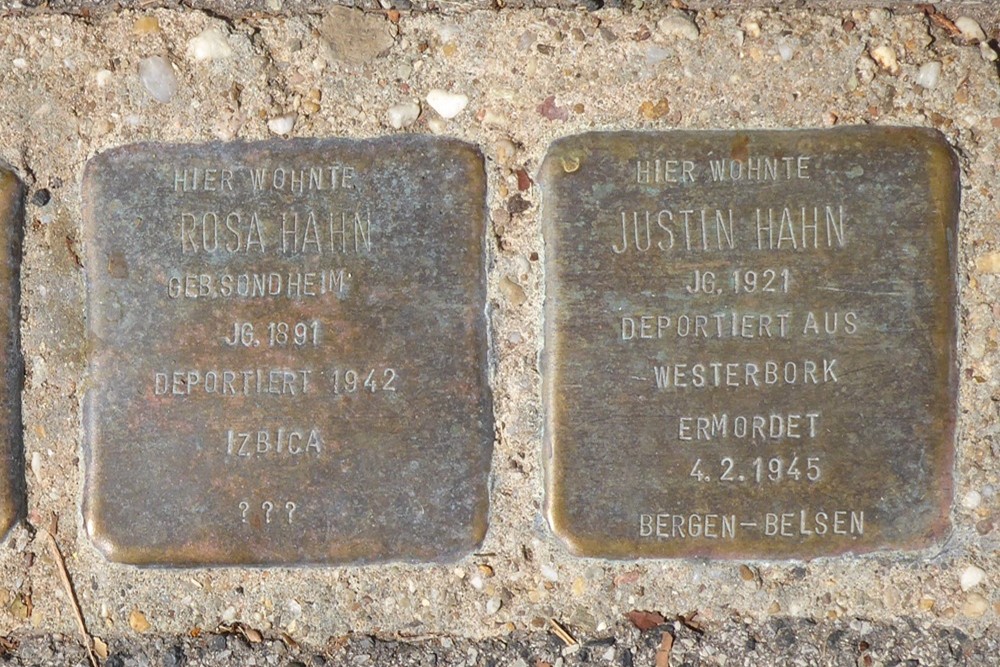 HIER WOHNTE
ROSA HAHN
GEB. SONDHEIM
JG. 1891
DEPORTIERT 1942
IZBICA
? ? ?
HIER WOHNTE
JUSTIN HAHN
JG. 1921
DEPORTIERT AUS
WESTERBORK
ERMORDET
4. 2. 1945
BERGEN-BELSEN